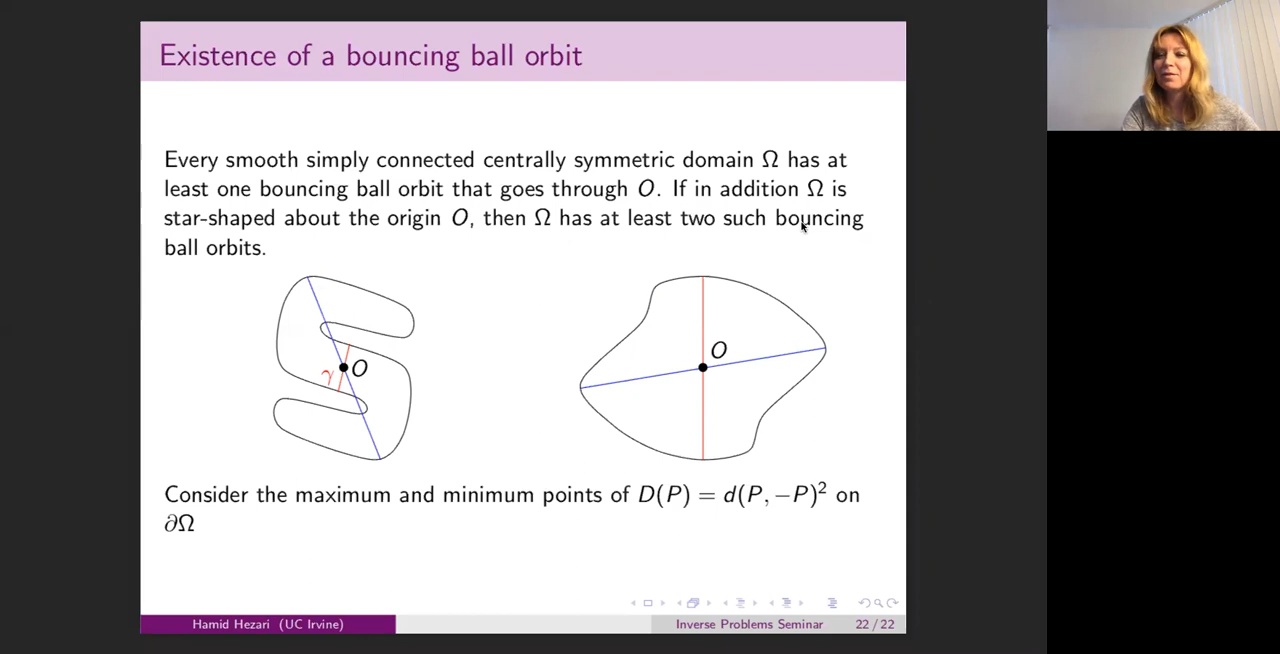 Existence of a bouncing ball orbit
Every smooth simply connected centrally symmetric domain Ω has at
least one bouncing ball orbit that goes through O. If in addition Ω is
star-shaped about the origin O, then Ω has at least two such bouncing
ball orbits.
O
γ
O
Consider the maximum and minimum points of D(P) = d(P, −P)² on
∂Ω
Hamid Hezari (UC Irvine)
Inverse Problems Seminar
22 / 22